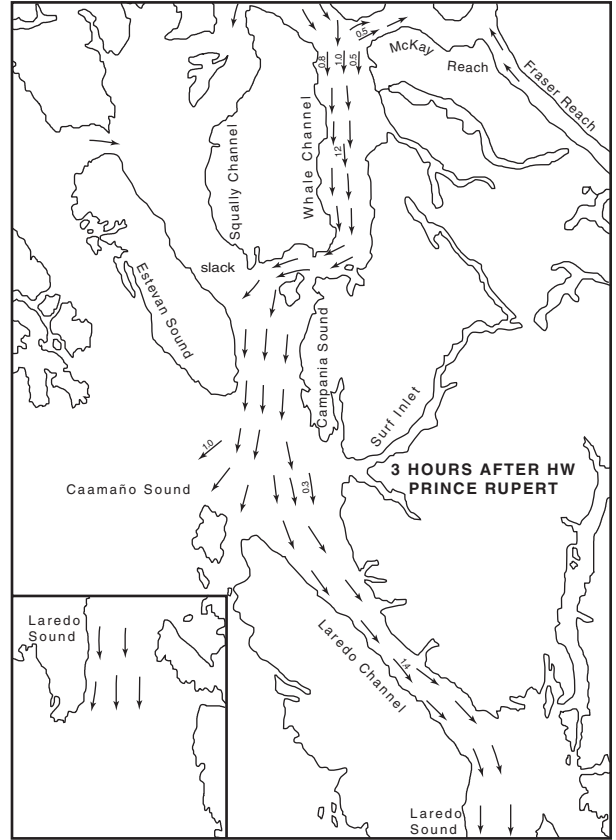 0.5
McKay
Reach
Fraser Reach
0.8
1.0
0.5
1.2
Squally Channel
Whale Channel
slack
Estevan Sound
Campania Sound
Surf Inlet
1.0
3 HOURS AFTER HW
PRINCE RUPERT
Caamaño Sound
0.3
Laredo
Sound
Laredo Channel
1.4
Laredo
Sound